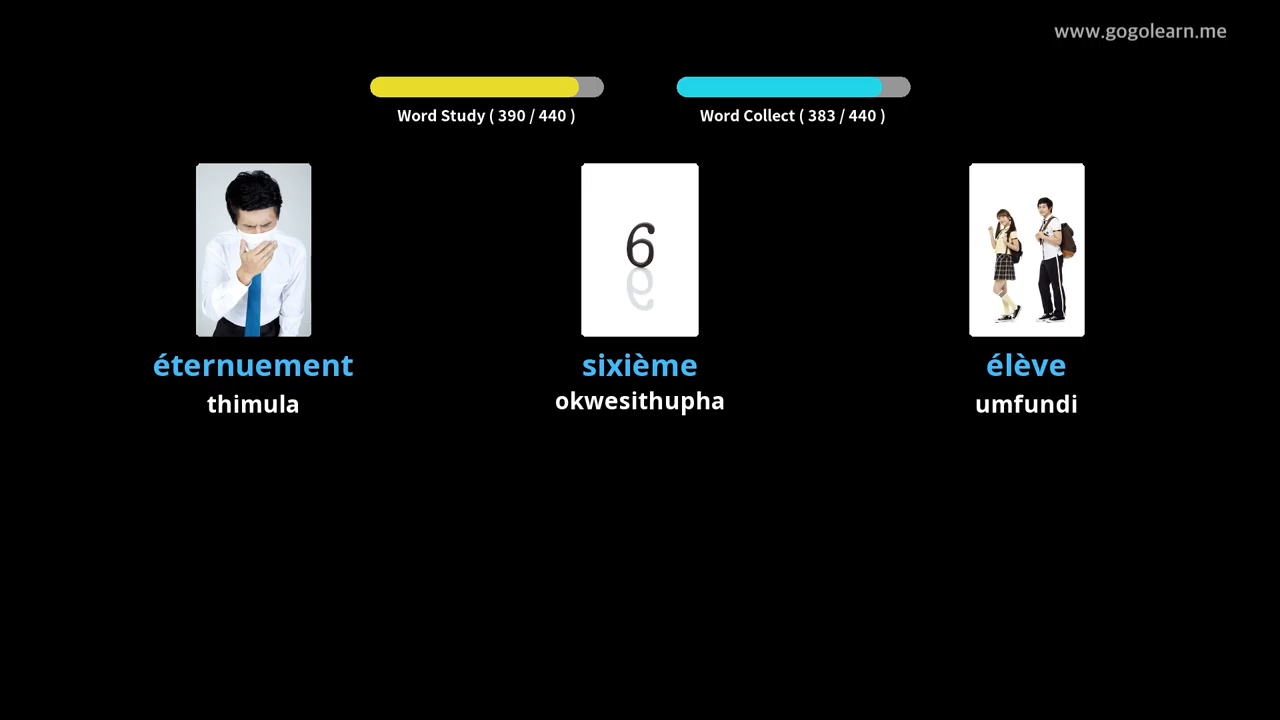 www.gogolearn.me
Word Study ( 390 / 440 )
Word Collect ( 383 / 440 )
6
éternuement
sixième
élève
thimula
okwesithupha
umfundi